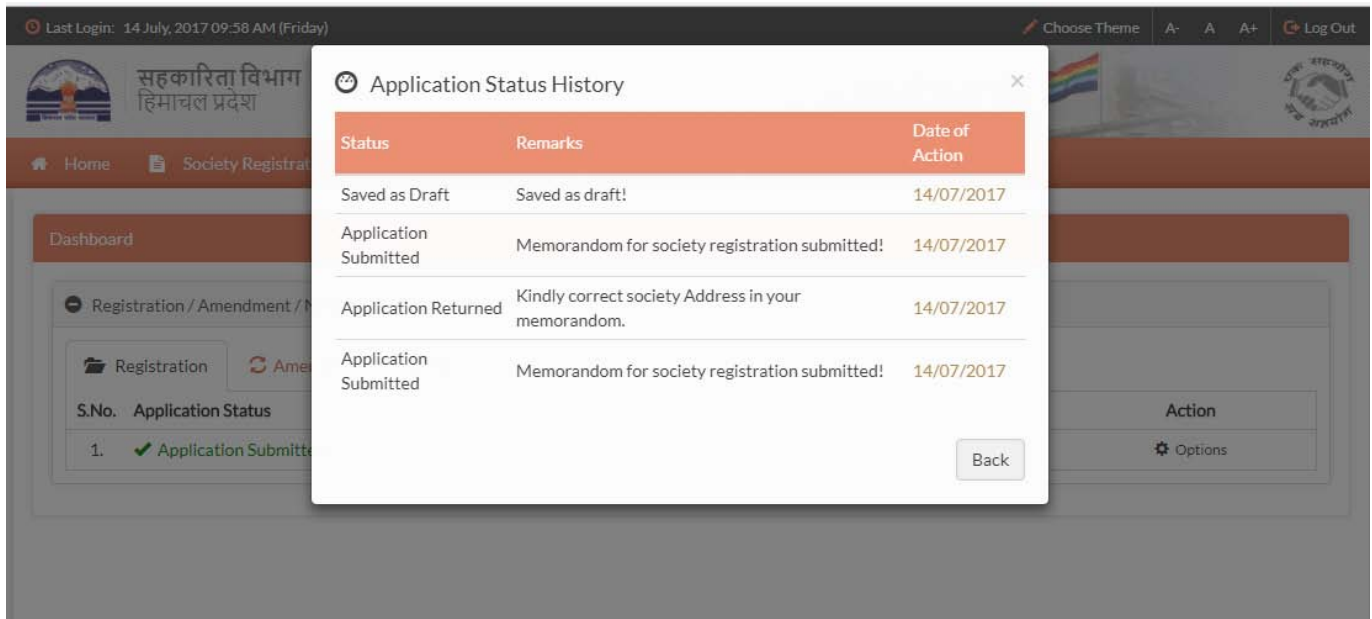 Last Login: 14 July, 2017 09:58 AM (Friday)
Choose Theme A- A A+ Log Out
सहकारिता विभाग
हिमाचल प्रदेश
Home Society Registrat
Application Status History
×
Status Remarks Date of
Action
Saved as Draft Saved as draft! 14/07/2017
Application
Submitted
Memorandom for society registration submitted! 14/07/2017
Application Returned
Kindly correct society Address in your
memorandom.
14/07/2017
Application
Submitted
Memorandom for society registration submitted! 14/07/2017
Back
Dashboard
Registration / Amendment /
Registration Ame
S.No. Application Status Action
1. Application Submitte Options